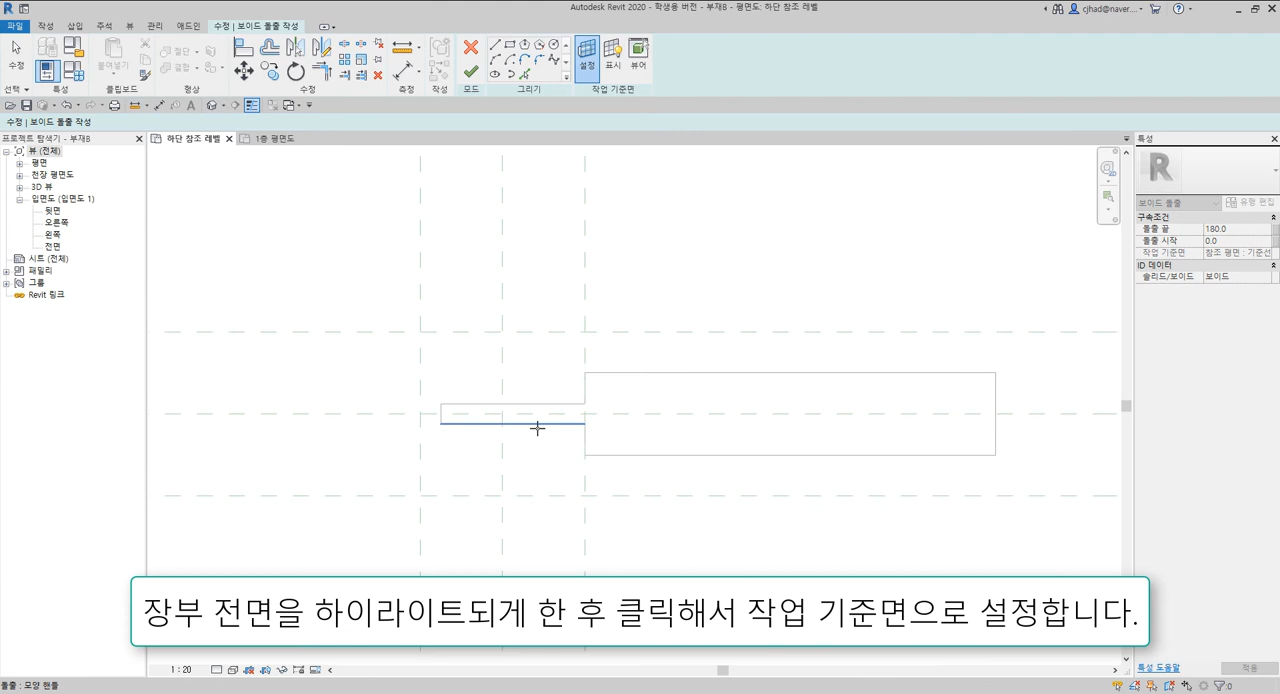 Autodesk Revit 2020 - 학생용 버전 - 부재B - 평면도: 하단 참조 레벨
cjhad@naver....
파일 작성 삽입 주석 뷰 관리 애드인 수정 | 보이드 돌출 작성
수정 붙여넣기 절단 결합 설정 표시 뷰어
선택 특성 클립보드 형상 수정 측정 작성 모드 그리기 작업 기준면
수정 | 보이드 돌출 작성
프로젝트 탐색기 - 부재B
하단 참조 레벨
1층 평면도
뷰 (전체)
평면
천장 평면도
3D 뷰
입면도 (입면도 1)
뒷면
오른쪽
왼쪽
전면
시트 (전체)
패밀리
그룹
Revit 링크
2D
특성
R
보이드 돌출 유형 편집
구속조건
돌출 끝 180.0
돌출 시작 0.0
작업 기준면 참조 평면 : 기준선
ID 데이터
솔리드/보이드 보이드
장부 전면을 하이라이트되게 한 후 클릭해서 작업 기준면으로 설정합니다.
1 : 20
특성 도움말 적용
돌출 : 모양 핸들
:0